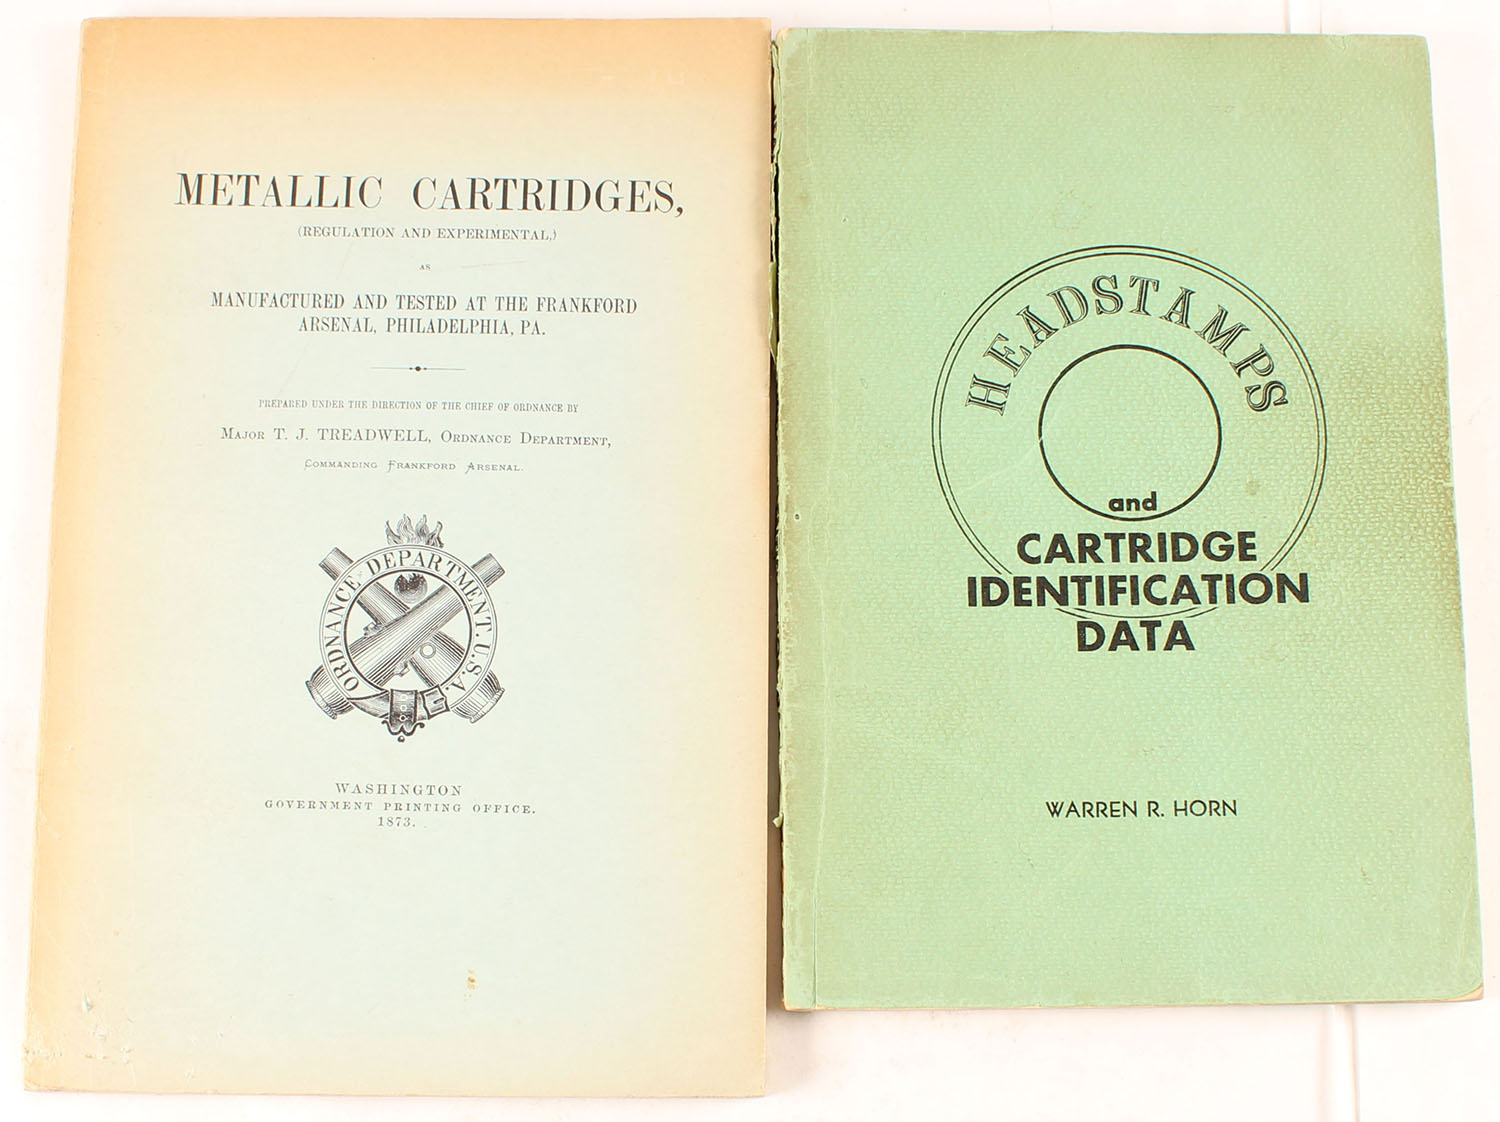 METALLIC CARTRIDGES,
(REGULATION AND EXPERIMENTAL,)
AS
MANUFACTURED AND TESTED AT THE FRANKFORD
ARSENAL, PHILADELPHIA, PA.
PREPARED UNDER THE DIRECTION OF THE CHIEF OF ORDNANCE BY
MAJOR T. J. TREADWELL, ORDNANCE DEPARTMENT,
COMMANDING FRANKFORD ARSENAL.
ORDNANCE DEPARTMENT. U.S.A.
WASHINGTON
GOVERNMENT PRINTING OFFICE.
1873.
HEADSTAMPS
and
CARTRIDGE
IDENTIFICATION
DATA
WARREN R. HORN